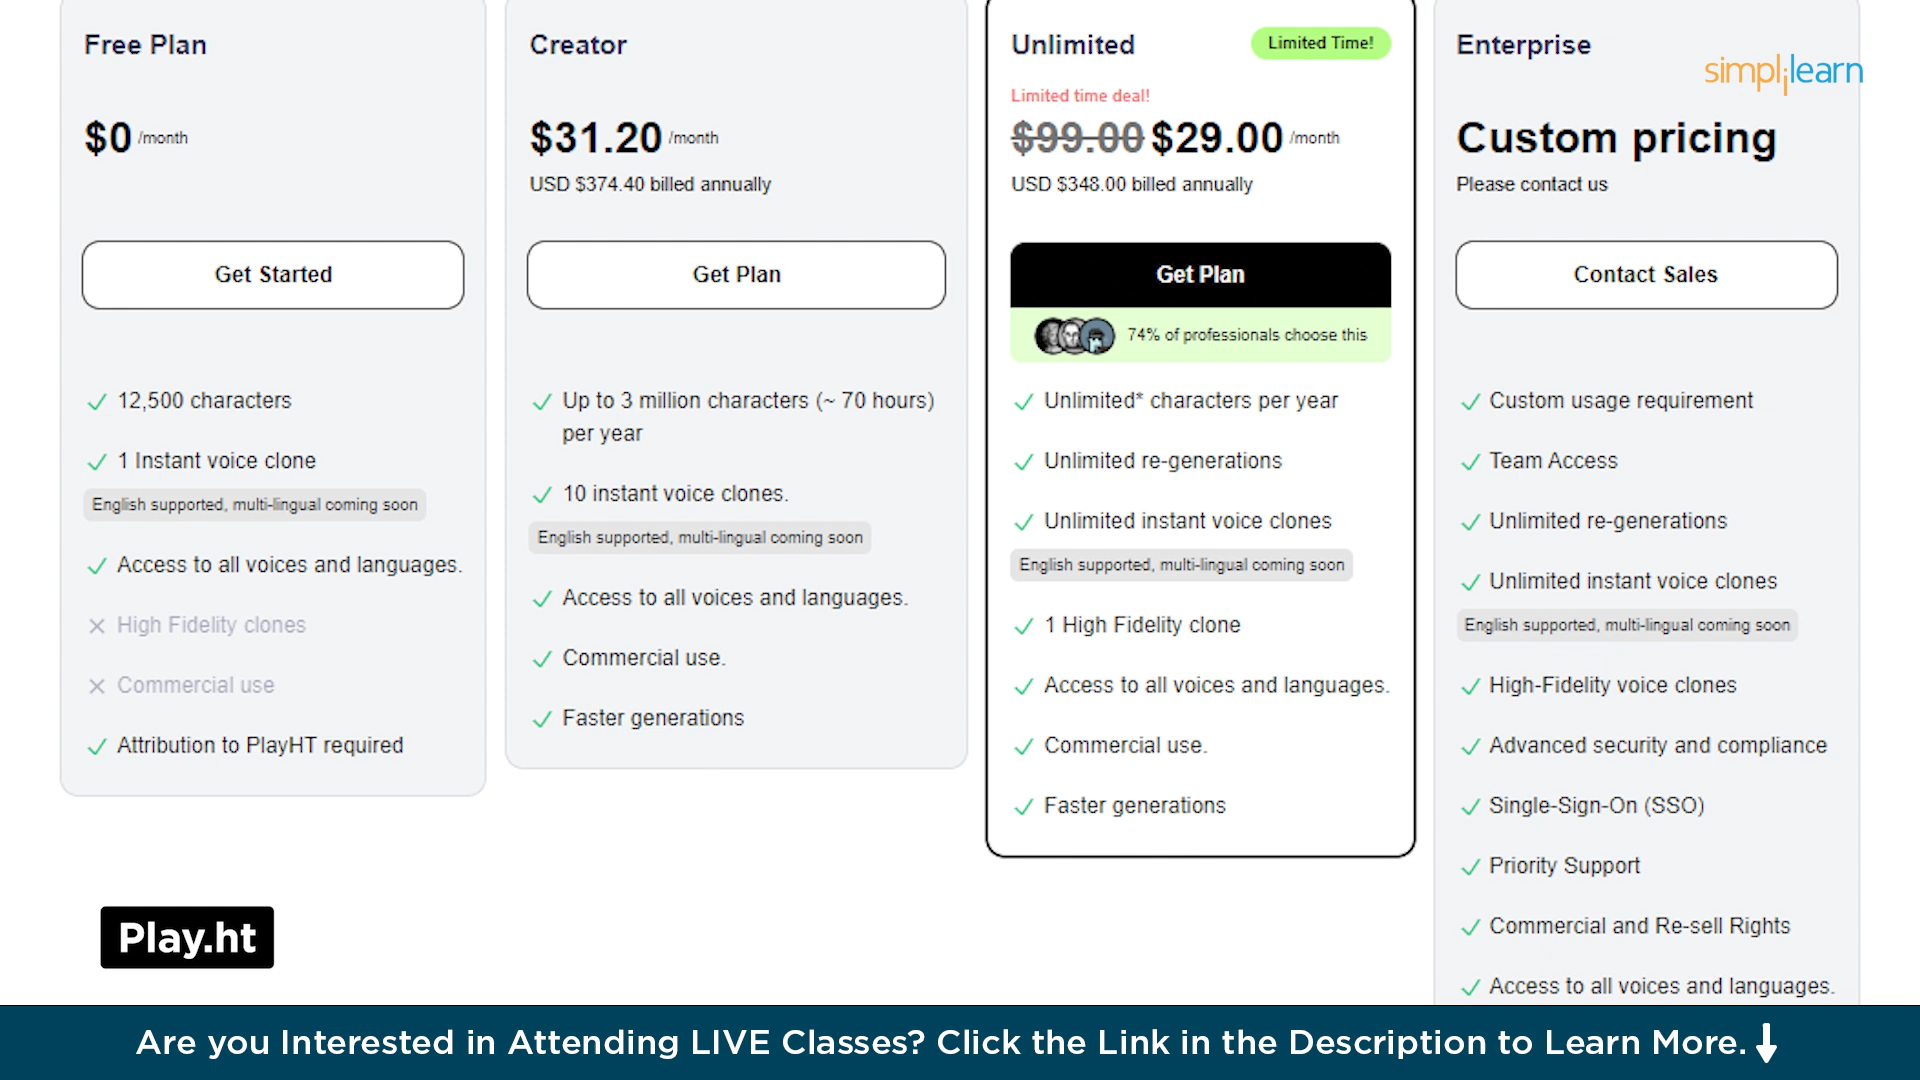 Free Plan
$0 /month
Get Started
12,500 characters
1 Instant voice clone
English supported, multi-lingual coming soon
Access to all voices and languages.
High Fidelity clones
Commercial use
Attribution to PlayHT required
Creator
$31.20 /month
USD $374.40 billed annually
Get Plan
Up to 3 million characters (~ 70 hours)
per year
10 instant voice clones.
English supported, multi-lingual coming soon
Access to all voices and languages.
Commercial use.
Faster generations
Unlimited
Limited Time!
Limited time deal!
$99.00 $29.00 /month
USD $348.00 billed annually
Get Plan
74% of professionals choose this
Unlimited* characters per year
Unlimited re-generations
Unlimited instant voice clones
English supported, multi-lingual coming soon
1 High Fidelity clone
Access to all voices and languages.
Commercial use.
Faster generations
Enterprise
simplilearn
Custom pricing
Please contact us
Contact Sales
Custom usage requirement
Team Access
Unlimited re-generations
Unlimited instant voice clones
English supported, multi-lingual coming soon
High-Fidelity voice clones
Advanced security and compliance
Single-Sign-On (SSO)
Priority Support
Commercial and Re-sell Rights
Access to all voices and languages.
Play.ht
Are you Interested in Attending LIVE Classes? Click the Link in the Description to Learn More.